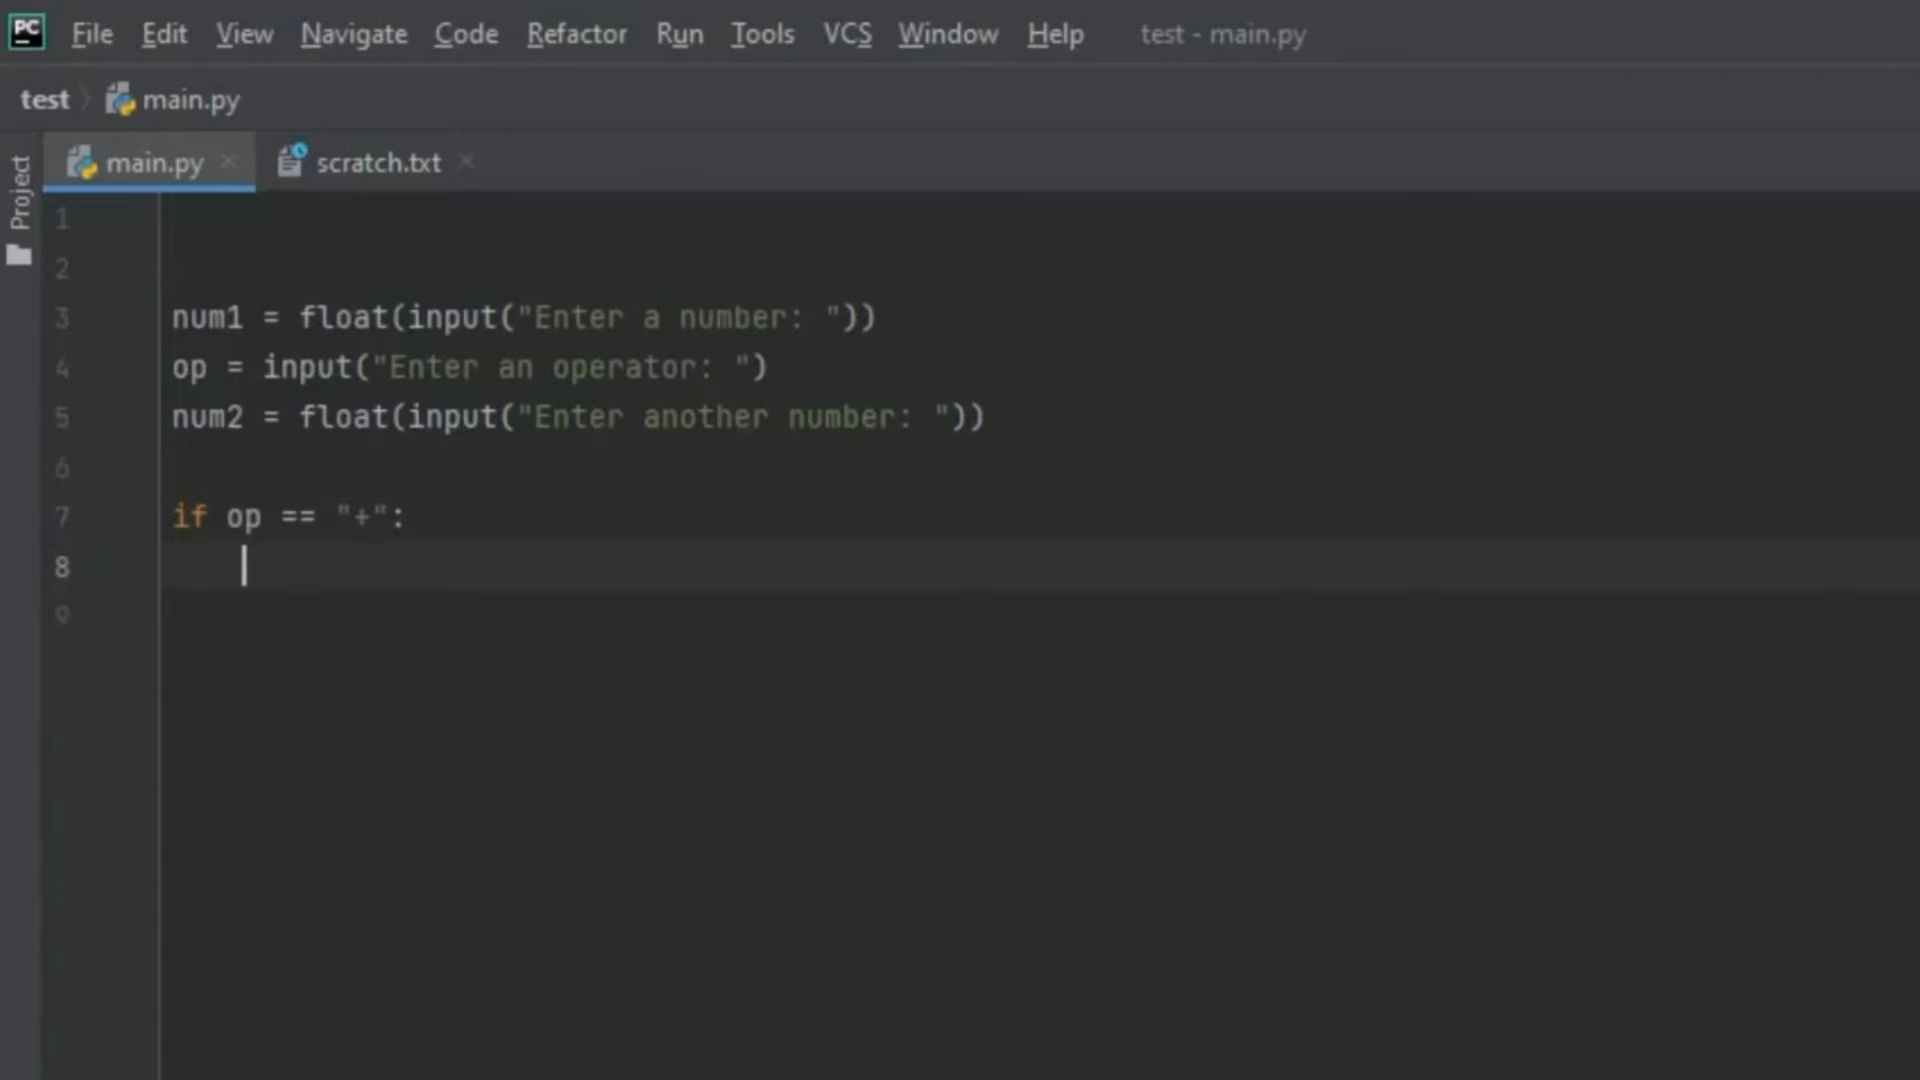 PC File Edit View Navigate Code Refactor Run Tools VCS Window Help test - main.py
test main.py
main.py scratch.txt
Project
1
2
3 num1 = float(input("Enter a number: "))
4 op = input("Enter an operator: ")
5 num2 = float(input("Enter another number: "))
6
7 if op == "+":
8
9